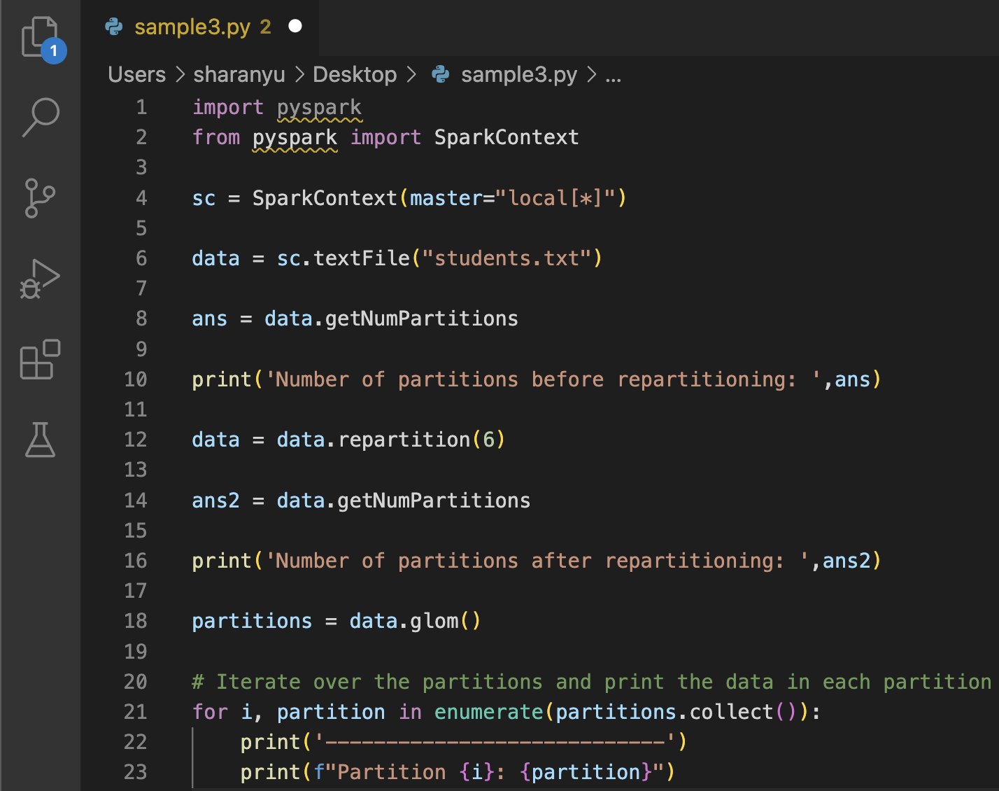 sample3.py 2
1
Users > sharanyu > Desktop > sample3.py > ...
1 import pyspark
2 from pyspark import SparkContext
3
4 sc = SparkContext(master="local[*]")
5
6 data = sc.textFile("students.txt")
7
8 ans = data.getNumPartitions
9
10 print('Number of partitions before repartitioning: ',ans)
11
12 data = data.repartition(6)
13
14 ans2 = data.getNumPartitions
15
16 print('Number of partitions after repartitioning: ',ans2)
17
18 partitions = data.glom()
19
20 # Iterate over the partitions and print the data in each partition
21 for i, partition in enumerate(partitions.collect()):
22     print('----------------------------')
23     print(f"Partition {i}: {partition}")